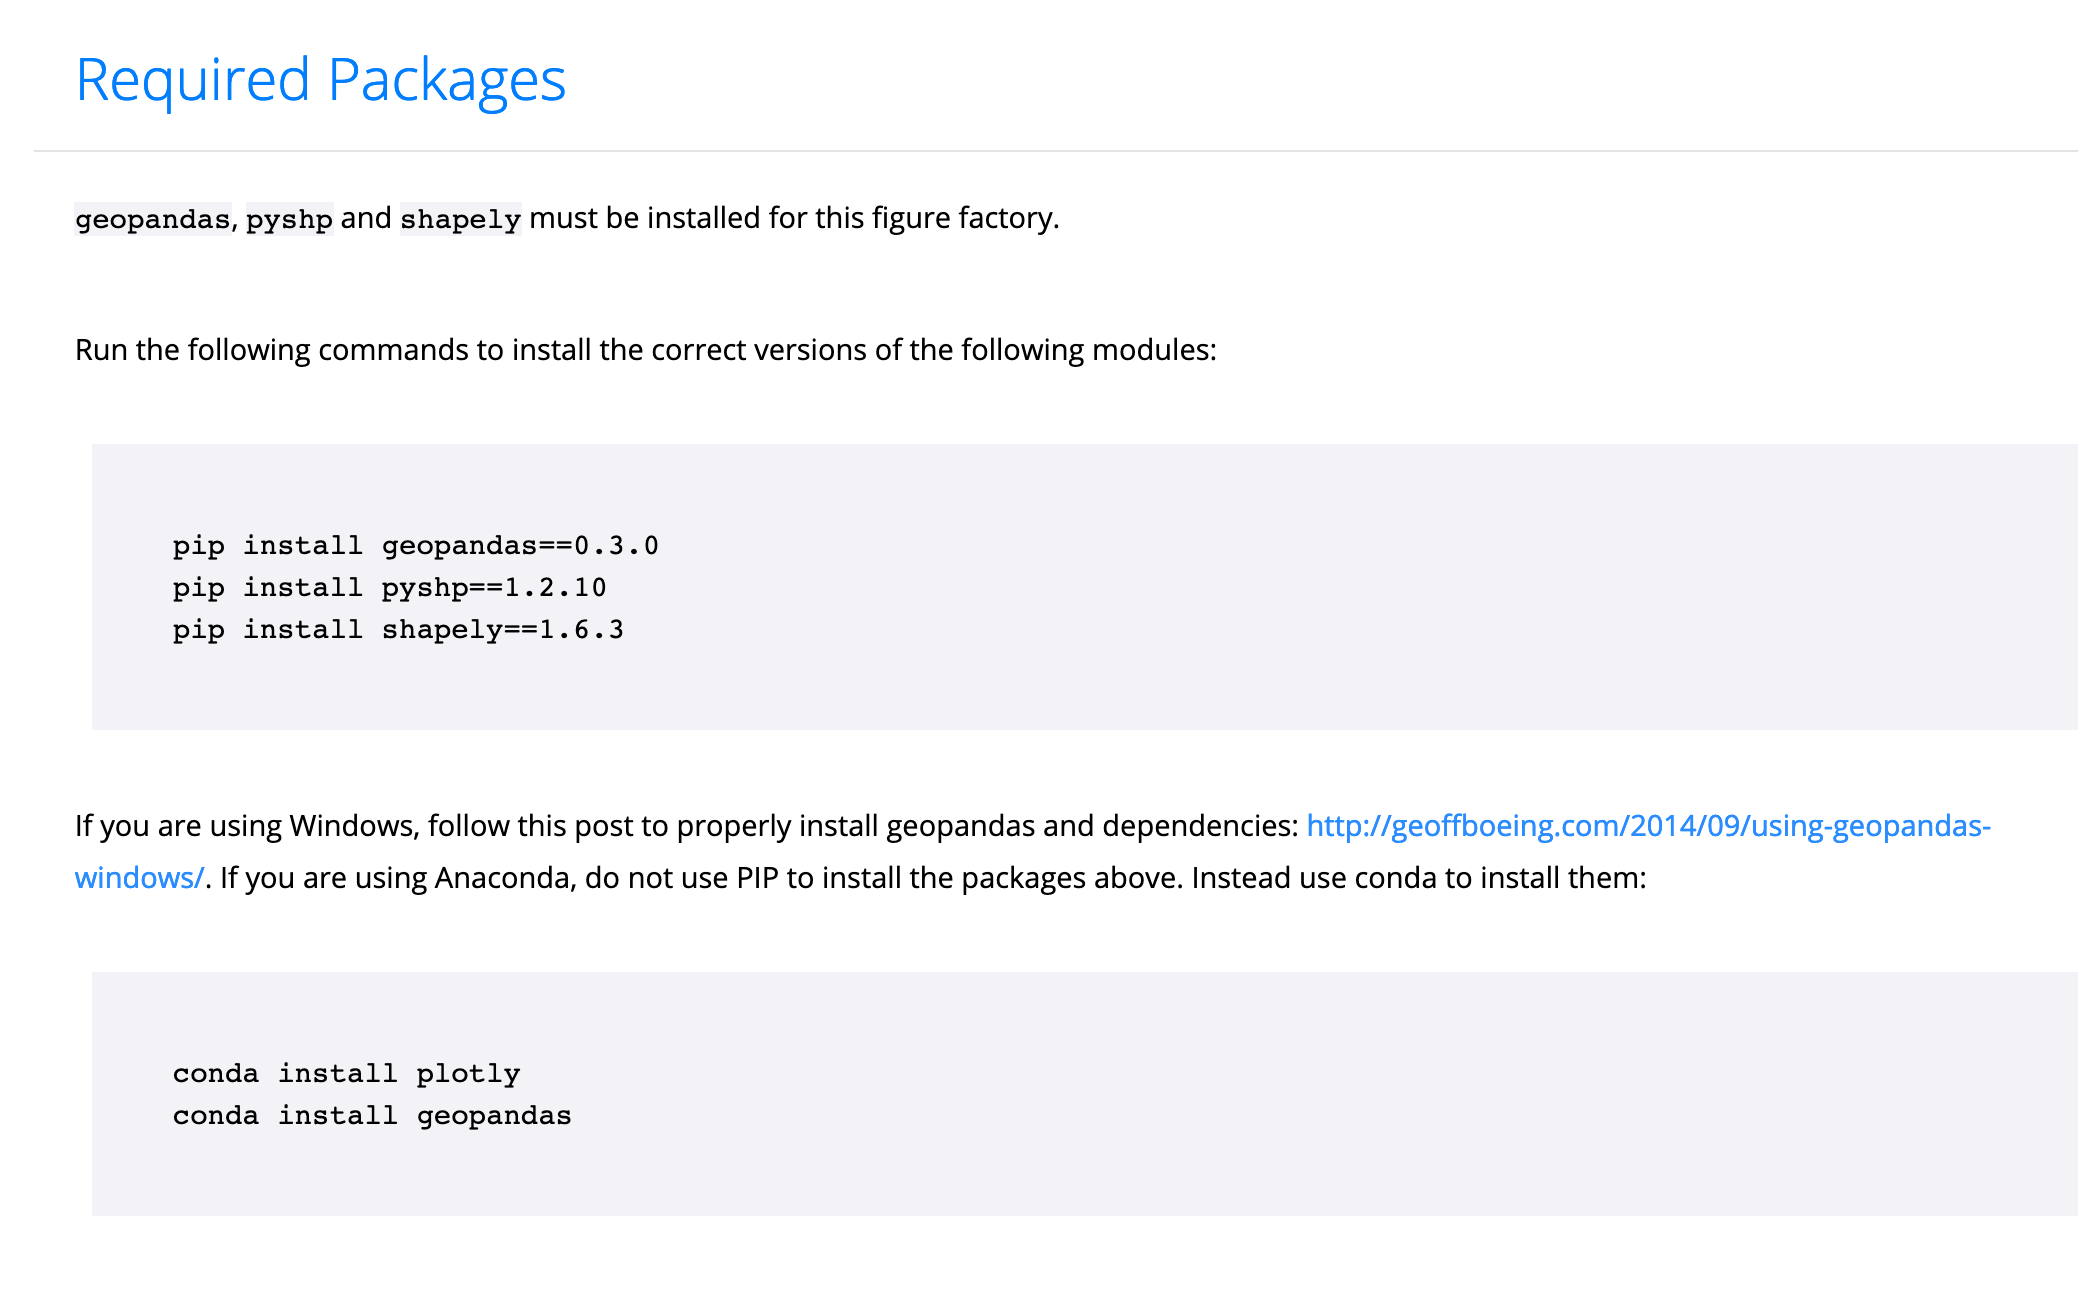 Required Packages
geopandas, pyshp and shapely must be installed for this figure factory.
Run the following commands to install the correct versions of the following modules:
pip install geopandas==0.3.0
pip install pyshp==1.2.10
pip install shapely==1.6.3
If you are using Windows, follow this post to properly install geopandas and dependencies: http://geoffboeing.com/2014/09/using-geopandas-
windows/. If you are using Anaconda, do not use PIP to install the packages above. Instead use conda to install them:
conda install plotly
conda install geopandas